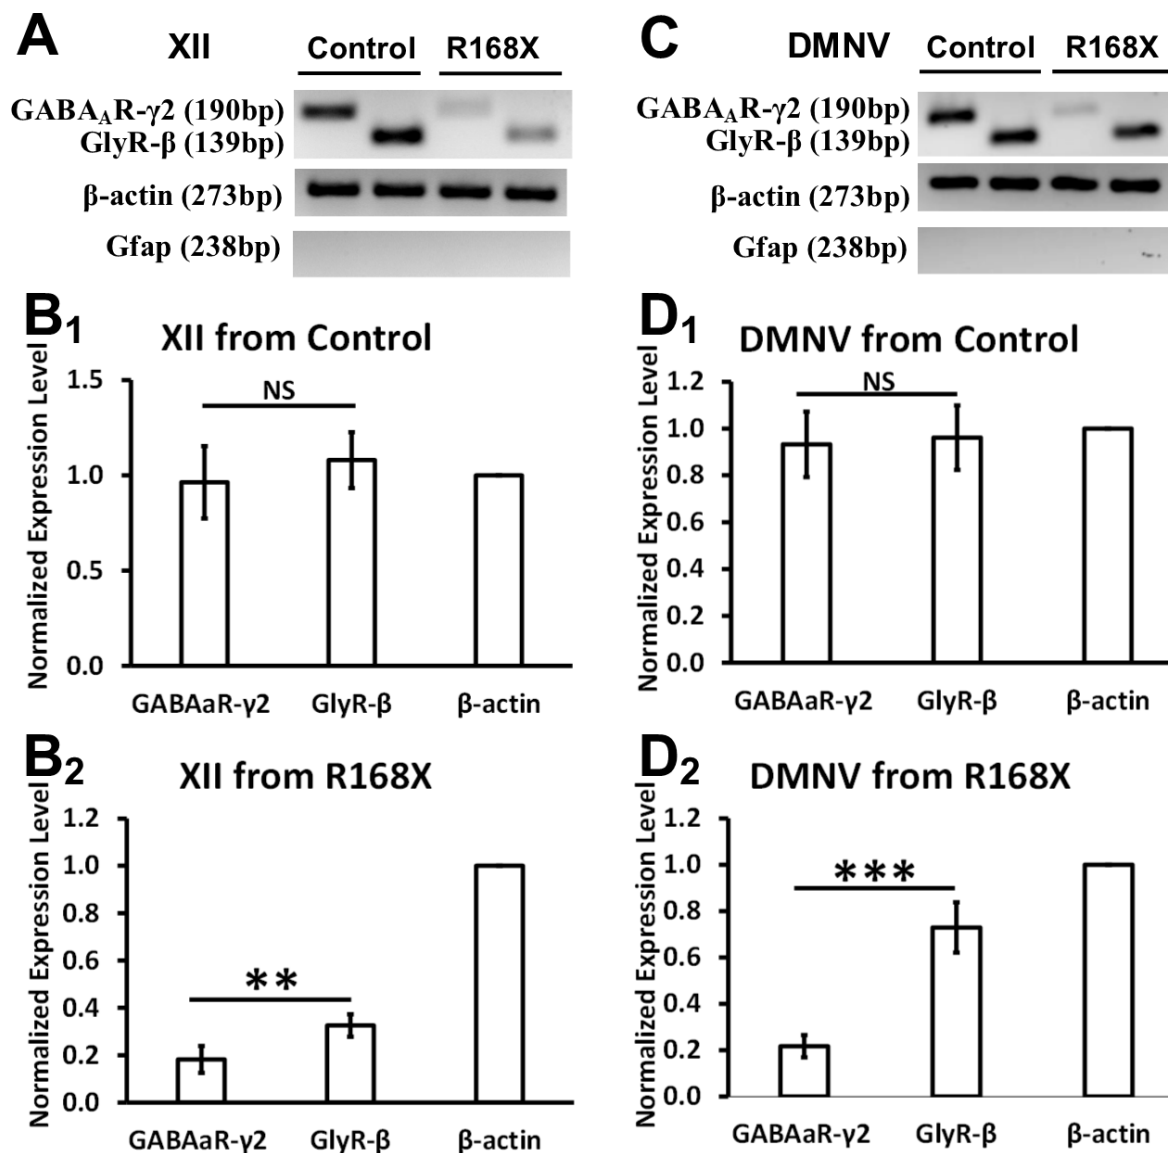 A XII Control R168X
GABAAR-γ2 (190bp)
GlyR-β (139bp)
β-actin (273bp)
Gfap (238bp)
C DMNV Control R168X
GABAAR-γ2 (190bp)
GlyR-β (139bp)
β-actin (273bp)
Gfap (238bp)
B1 XII from Control
Normalized Expression Level
1.5
1.0
0.5
0.0
NS
GABAaR-γ2 GlyR-β β-actin
D1 DMNV from Control
Normalized Expression Level
1.2
1.0
0.8
0.6
0.4
0.2
0.0
NS
GABAaR-γ2 GlyR-β β-actin
B2 XII from R168X
Normalized Expression Level
1.2
1.0
0.8
0.6
0.4
0.2
0.0
**
GABAaR-γ2 GlyR-β β-actin
D2 DMNV from R168X
Normalized Expression Level
1.2
1.0
0.8
0.6
0.4
0.2
0.0
***
GABAaR-γ2 GlyR-β β-actin